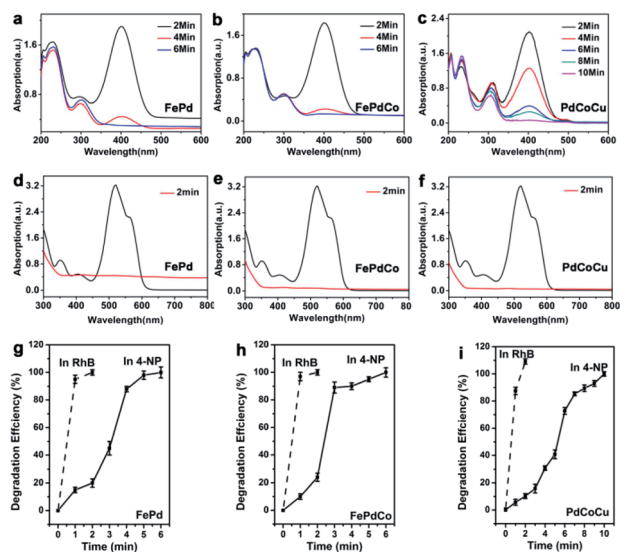 a
2Min
4Min
6Min
FePd
Absorption(a.u.)
1.6
0.8
200 300 400 500 600
Wavelength(nm)
b
2Min
4Min
6Min
FePdCo
Absorption(a.u.)
1.6
0.8
0.0
200 300 400 500 600
Wavelength(nm)
c
2Min
4Min
6Min
8Min
10Min
PdCoCu
Absorption(a.u.)
2.4
1.6
0.8
0.0
200 300 400 500 600
Wavelength(nm)
d
2min
FePd
Absorption(a.u.)
3.2
2.4
1.6
0.8
0.0
300 400 500 600 700 800
Wavelength(nm)
e
2min
FePdCo
Absorption(a.u.)
3.2
2.4
1.6
0.8
0.0
300 400 500 600 700 800
Wavelength(nm)
f
2min
PdCoCu
Absorption(a.u.)
3.2
2.4
1.6
0.8
0.0
300 400 500 600 700 800
Wavelength(nm)
g
In RhB
In 4-NP
FePd
Degradation Effciency (%)
120
100
80
60
40
20
0
0 1 2 3 4 5 6
Time (min)
h
In RhB
In 4-NP
FePdCo
Degradation Effciency (%)
120
100
80
60
40
20
0
0 1 2 3 4 5 6
Time (min)
i
In RhB
In 4-NP
PdCoCu
Degradation Effciency (%)
120
100
80
60
40
20
0
0 2 4 6 8 10
Time (min)